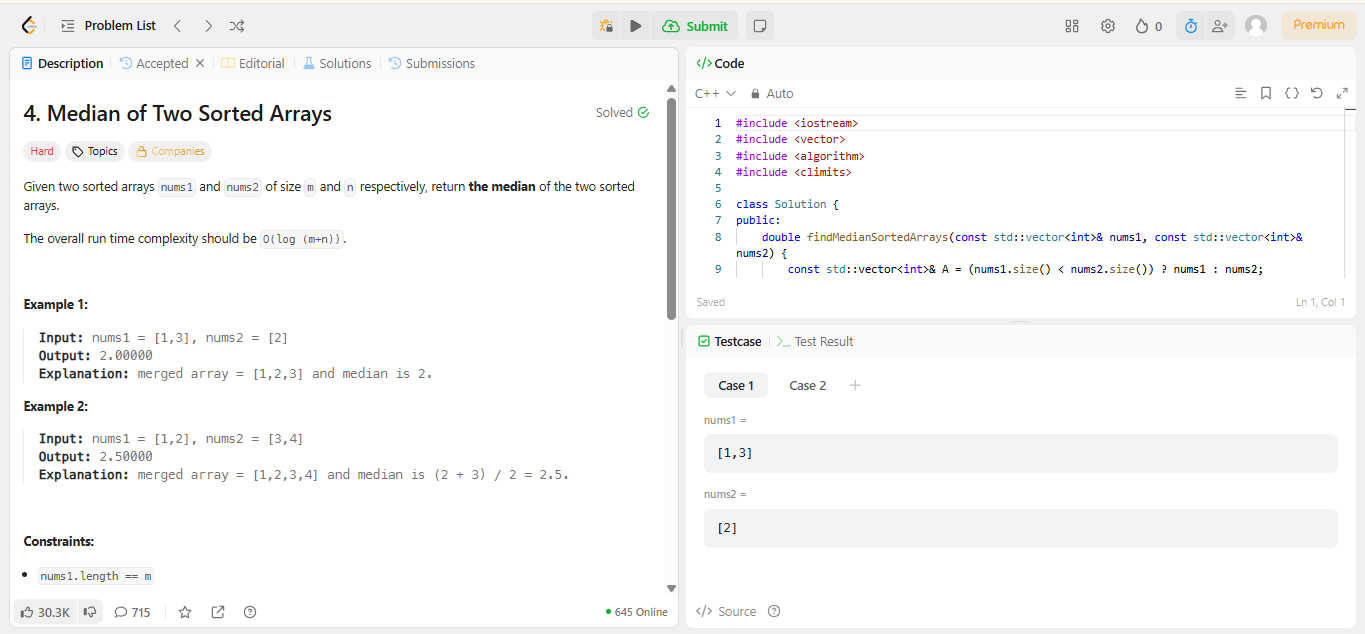 Problem List
Submit
0
Premium
Description
Accepted
Editorial
Solutions
Submissions
4. Median of Two Sorted Arrays
Solved
Hard
Topics
Companies
Given two sorted arrays nums1 and nums2 of size m and n respectively, return the median of the two sorted
arrays.
The overall run time complexity should be O(log (m+n)).
Example 1:
Input: nums1 = [1,3], nums2 = [2]
Output: 2.00000
Explanation: merged array = [1,2,3] and median is 2.
Example 2:
Input: nums1 = [1,2], nums2 = [3,4]
Output: 2.50000
Explanation: merged array = [1,2,3,4] and median is (2 + 3) / 2 = 2.5.
Constraints:
nums1.length == m
30.3K
715
645 Online
</> Code
C++
Auto
1 #include <iostream>
2 #include <vector>
3 #include <algorithm>
4 #include <climits>
5
6 class Solution {
7 public:
8 double findMedianSortedArrays(const std::vector<int>& nums1, const std::vector<int>&
nums2) {
9 const std::vector<int>& A = (nums1.size() < nums2.size()) ? nums1 : nums2;
Saved
Ln 1, Col 1
Testcase
Test Result
Case 1
Case 2
nums1 =
[1,3]
nums2 =
[2]
</> Source